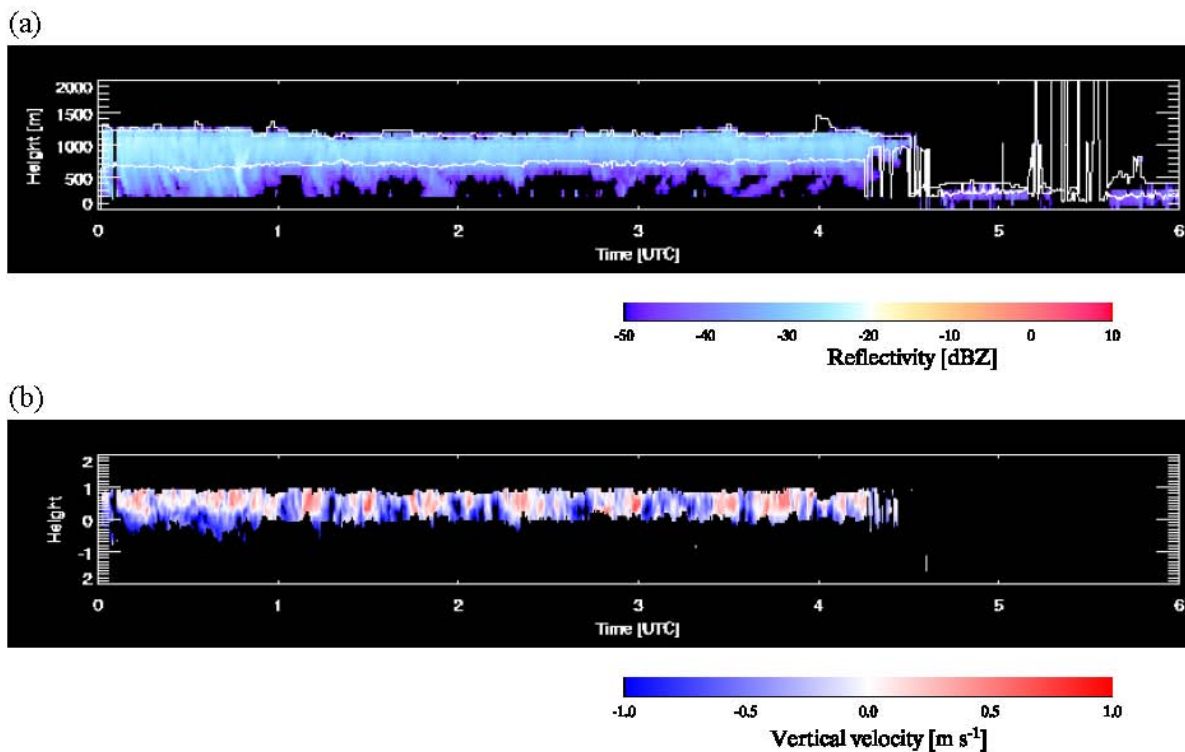 (a)
2000
1500
1000
500
0
Height [m]
0 1 2 3 4 5 6
Time [UTC]
-50 -40 -30 -20 -10 0 10
Reflectivity [dBZ]
(b)
2
1
0
-1
2
Height
0 1 2 3 4 5 6
Time [UTC]
-1.0 -0.5 0.0 0.5 1.0
Vertical velocity [m s⁻¹]